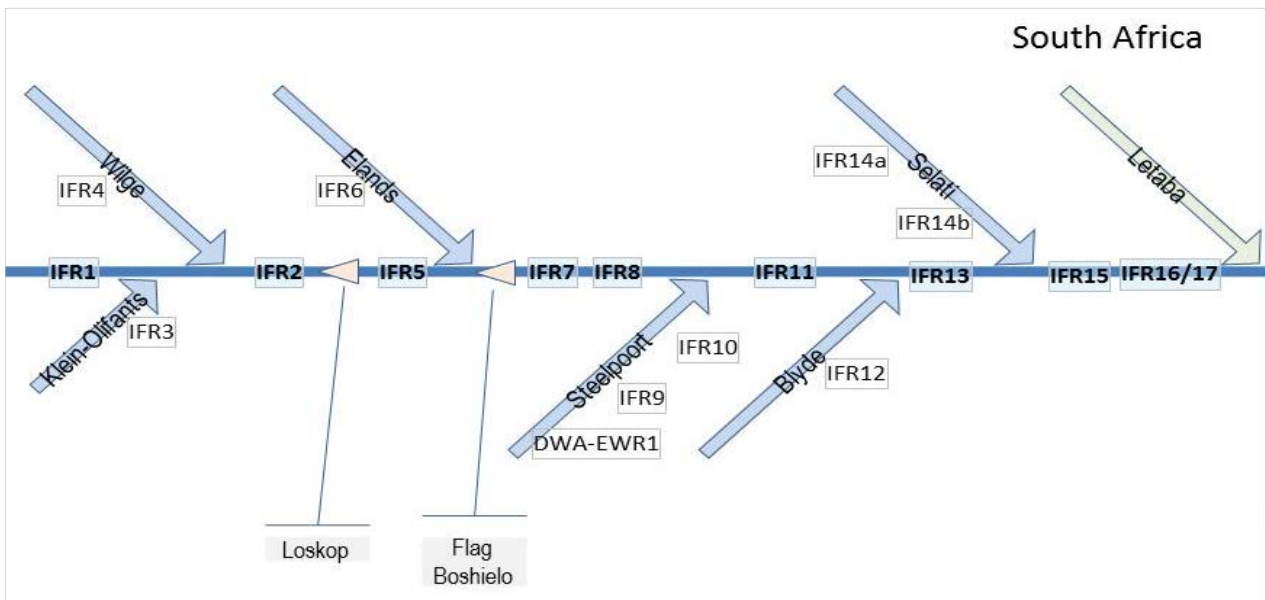 South Africa
Wilge
IFR4
Elands
IFR6
Selati
IFR14a
IFR14b
Letaba
IFR1
IFR2
IFR5
IFR7
IFR8
IFR11
IFR13
IFR15
IFR16/17
Klein-Olifants
IFR3
Steelpoort
IFR10
IFR9
DWA-EWR1
Blyde
IFR12
Loskop
Flag
Boshielo